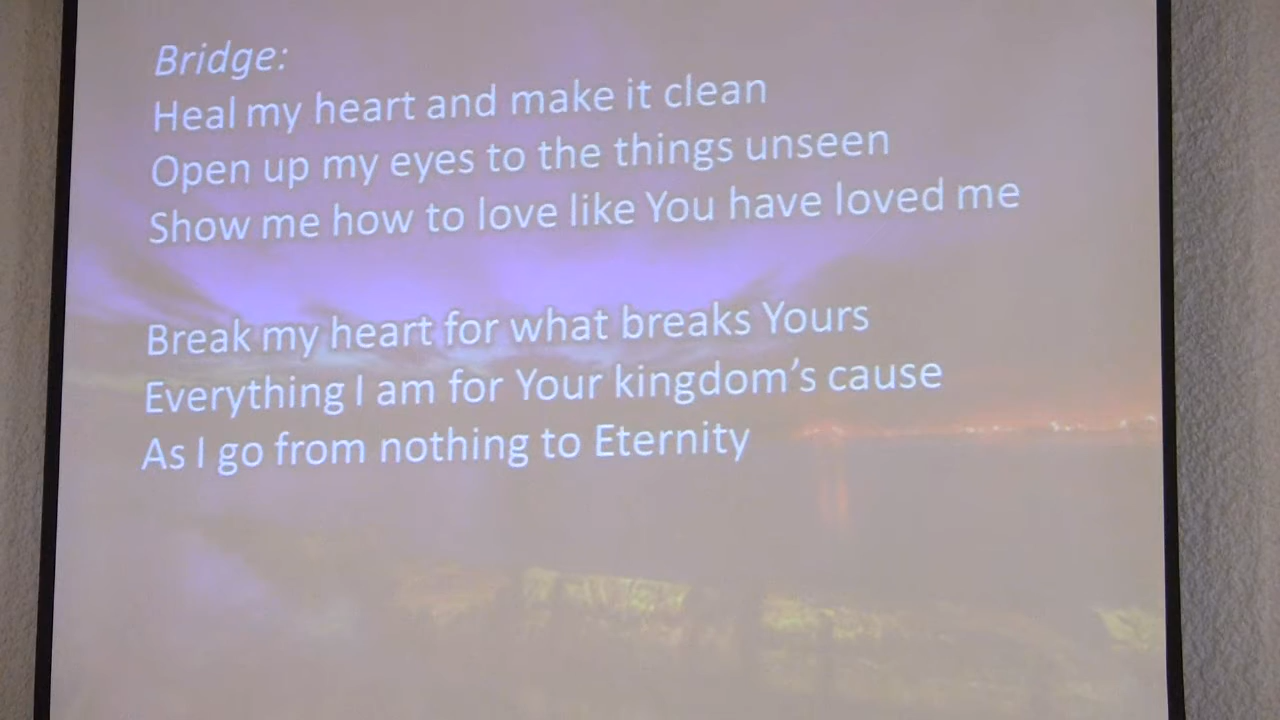 Bridge:
Heal my heart and make it clean
Open up my eyes to the things unseen
Show me how to love like You have loved me
Break my heart for what breaks Yours
Everything I am for Your kingdom's cause
As I go from nothing to Eternity